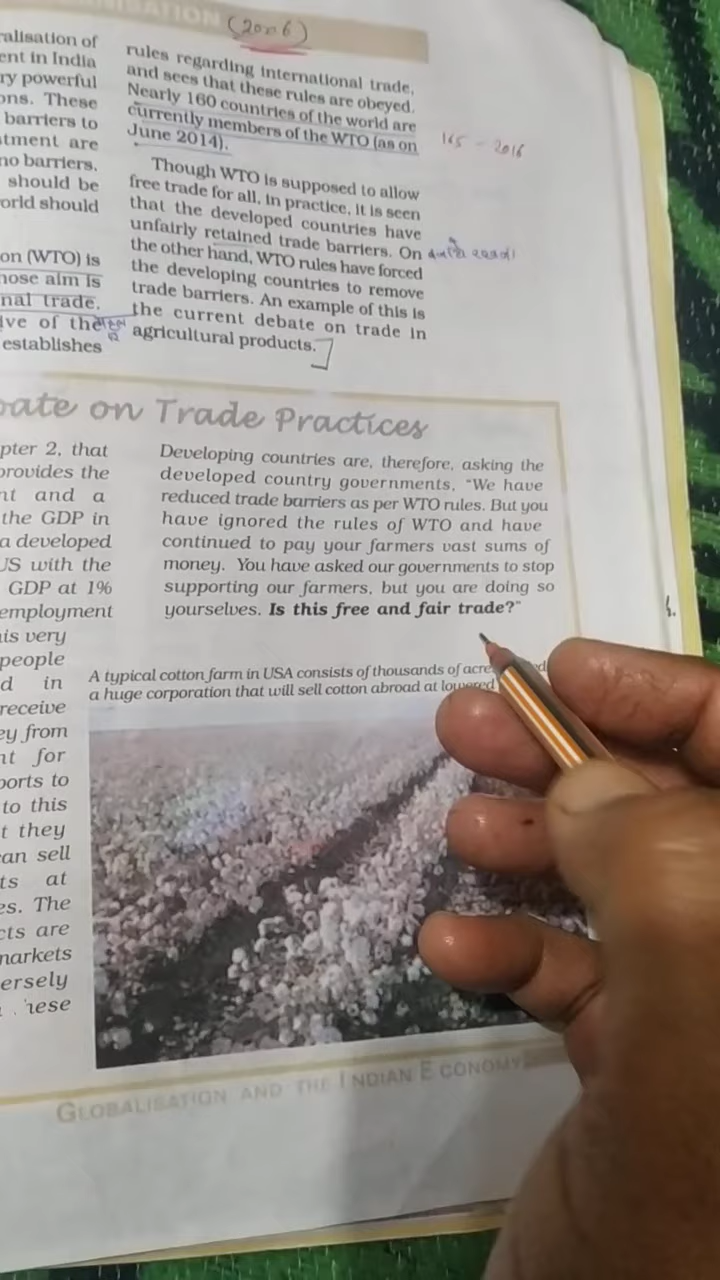 (2016)
ralisation of
ent in India
ry powerful
ons. These
barriers to
tment are
no barriers.
should be
orld should
on (WTO) is
hose aim is
nal trade.
ive of the
establishes
rules regarding international trade,
and sees that these rules are obeyed.
Nearly 160 countries of the world are
currently members of the WTO (as on
June 2014).
165 - 2016
Though WTO is supposed to allow
free trade for all, in practice, it is seen
that the developed countries have
unfairly retained trade barriers. On
the other hand, WTO rules have forced
the developing countries to remove
trade barriers. An example of this is
the current debate on trade in
agricultural products.
ate on Trade Practices
pter 2, that
provides the
nt and a
the GDP in
a developed
US with the
GDP at 1%
employment
is very
people
d in
receive
ey from
nt for
ports to
to this
t they
can sell
ts at
es. The
cts are
markets
ersely
Developing countries are, therefore, asking the
developed country governments, "We have
reduced trade barriers as per WTO rules. But you
have ignored the rules of WTO and have
continued to pay your farmers vast sums of
money. You have asked our governments to stop
supporting our farmers, but you are doing so
yourselves. Is this free and fair trade?"
A typical cotton farm in USA consists of thousands of acre
a huge corporation that will sell cotton abroad at lowered
GLOBALISATION AND THE INDIAN ECONOMY